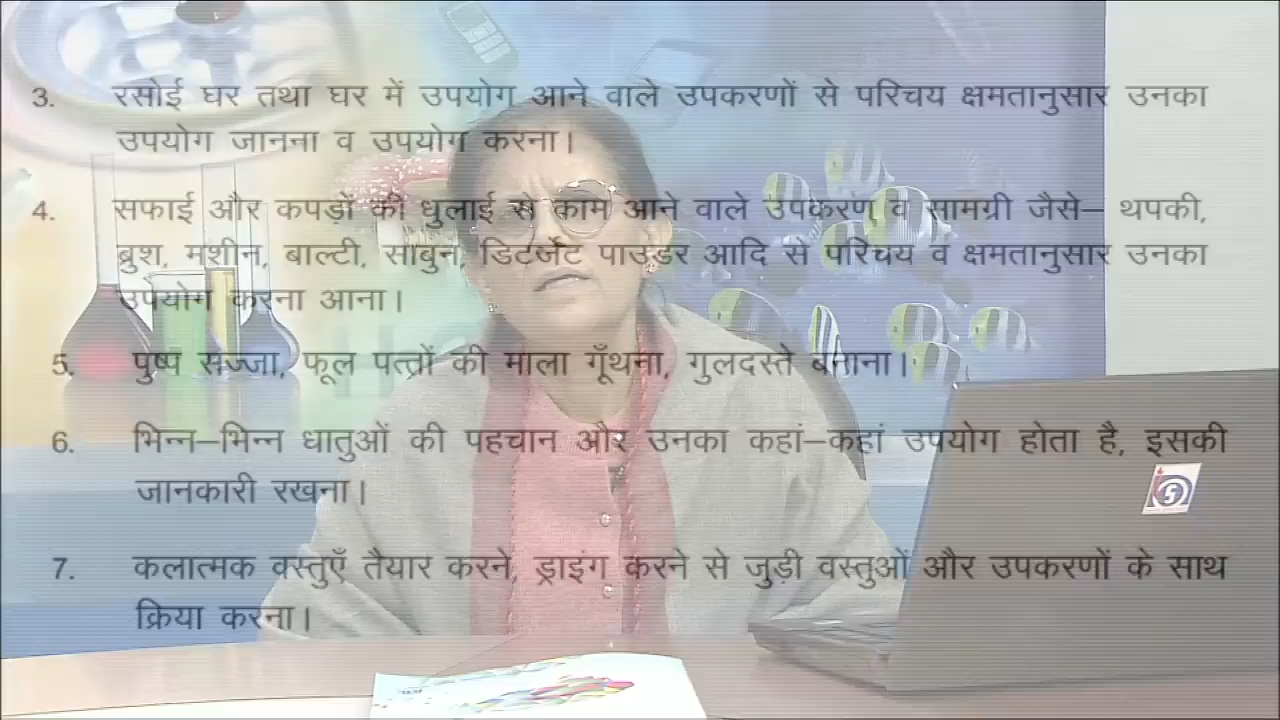 3. रसोई घर तथा घर में उपयोग आने वाले उपकरणों से परिचय क्षमतानुसार उनका
उपयोग जानना व उपयोग करना।
4. सफाई और कपड़ों की धुलाई से काम आने वाले उपकरण व सामग्री जैसे– थपकी,
ब्रुश, मशीन, बाल्टी, साबुन, डिटर्जेंट पाउडर आदि से परिचय व क्षमतानुसार उनका
उपयोग करना आना।
5. पुष्प सज्जा, फूल पत्तों की माला गूँथना, गुलदस्ते बनाना।
6. भिन्न–भिन्न धातुओं की पहचान और उनका कहां–कहां उपयोग होता है, इसकी
जानकारी रखना।
7. कलात्मक वस्तुएँ तैयार करने, ड्राइंग करने से जुड़ी वस्तुओं और उपकरणों के साथ
क्रिया करना।